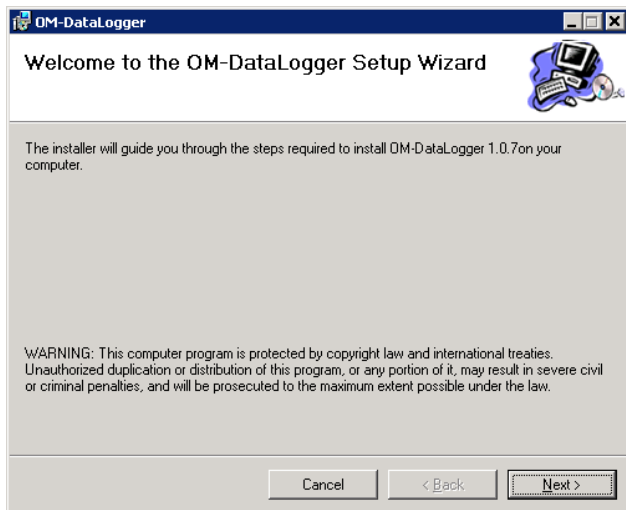 OM-DataLogger
Welcome to the OM-DataLogger Setup Wizard
The installer will guide you through the steps required to install OM-DataLogger 1.0.7on your
computer.
WARNING: This computer program is protected by copyright law and international treaties.
Unauthorized duplication or distribution of this program, or any portion of it, may result in severe civil
or criminal penalties, and will be prosecuted to the maximum extent possible under the law.
Cancel
< Back
Next >